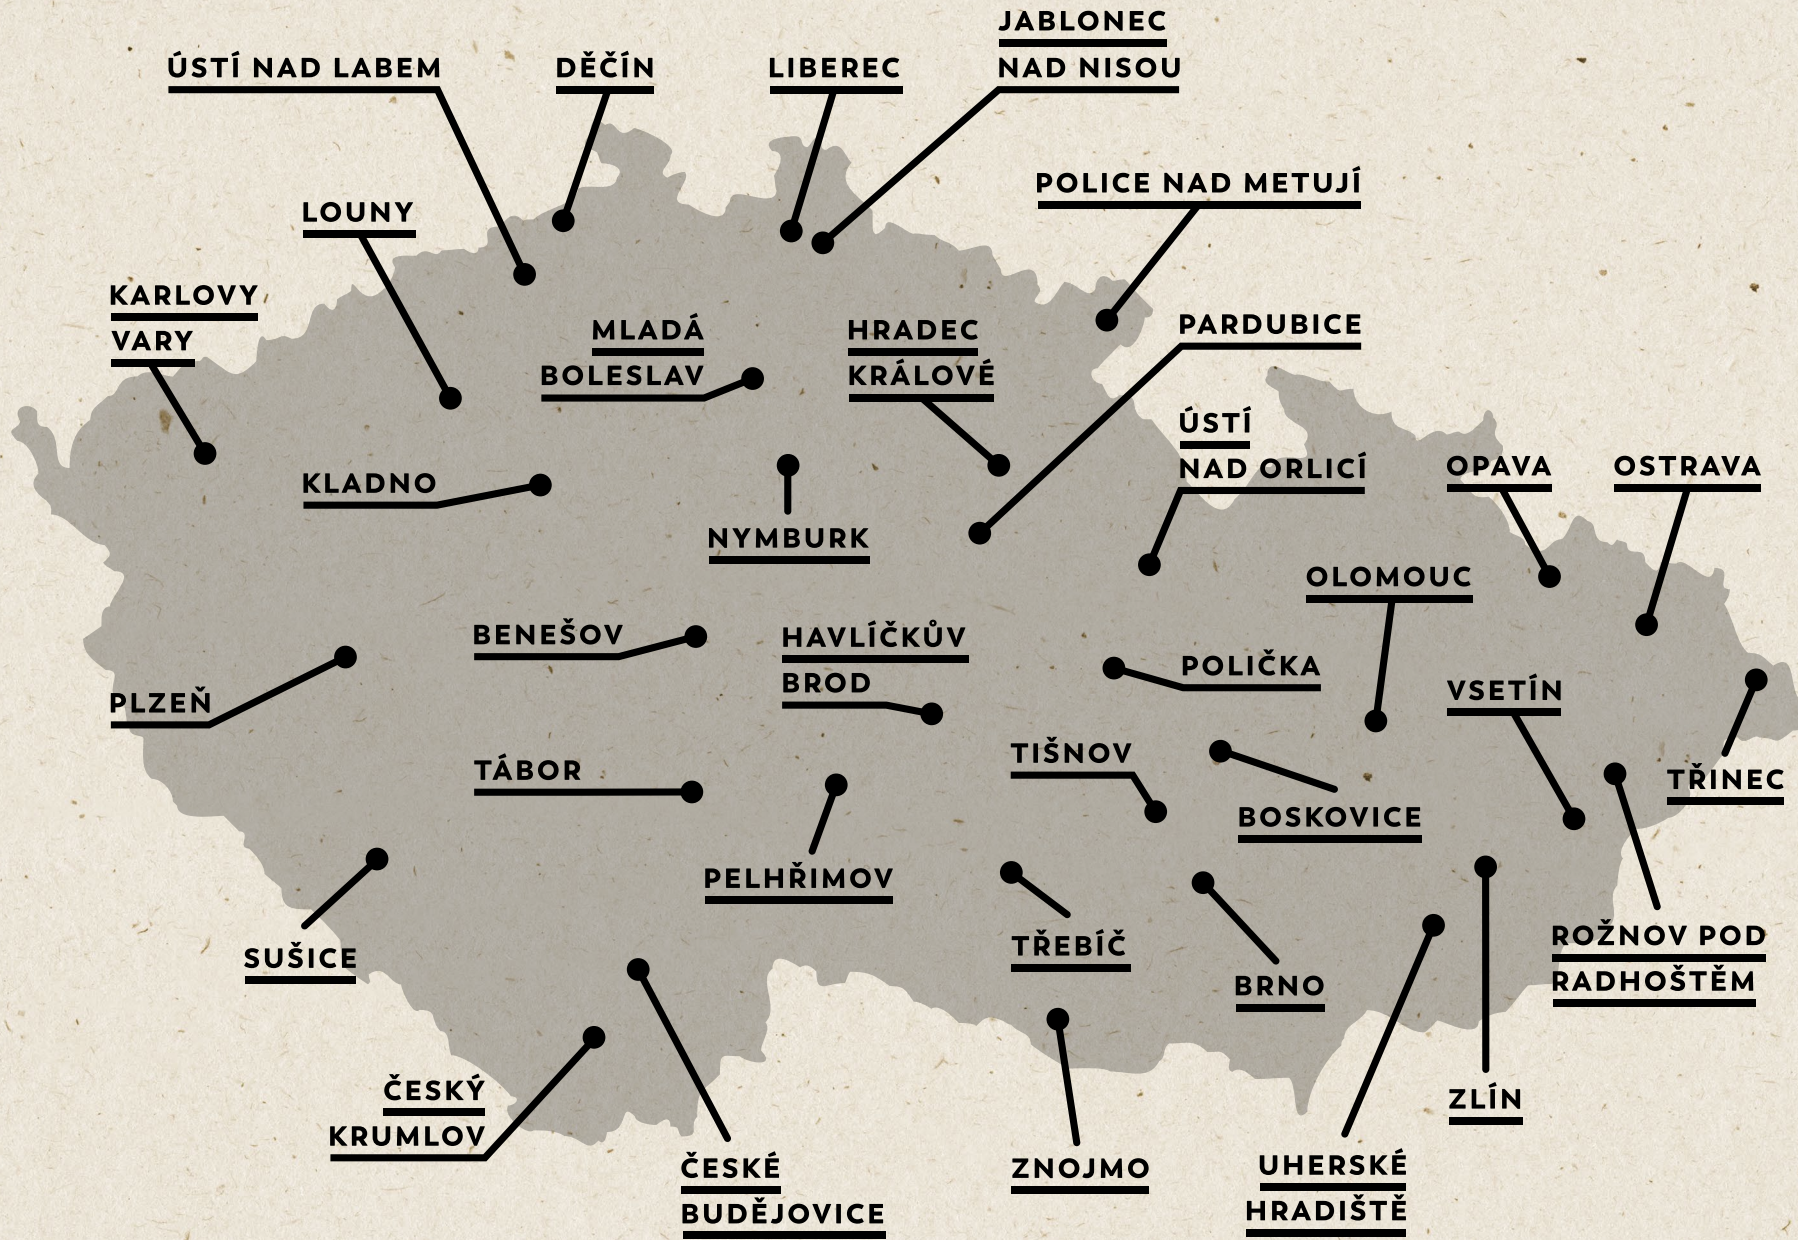 JABLONEC
NAD NISOU
ÚSTÍ NAD LABEM
DĚČÍN
LIBEREC
POLICE NAD METUJÍ
LOUNY
KARLOVY
VARY
MLADÁ
BOLESLAV
HRADEC
KRÁLOVÉ
PARDUBICE
ÚSTÍ
NAD ORLICÍ
OPAVA
OSTRAVA
KLADNO
NYMBURK
OLOMOUC
BENEŠOV
HAVLÍČKŮV
BROD
POLIČKA
VSETÍN
PLZEŇ
TIŠNOV
TÁBOR
TŘINEC
BOSKOVICE
PELHŘIMOV
SUŠICE
TŘEBÍČ
BRNO
ROŽNOV POD
RADHOŠTĚM
ČESKÝ
KRUMLOV
ZLÍN
ČESKÉ
BUDĚJOVICE
ZNOJMO
UHERSKÉ
HRADIŠTĚ